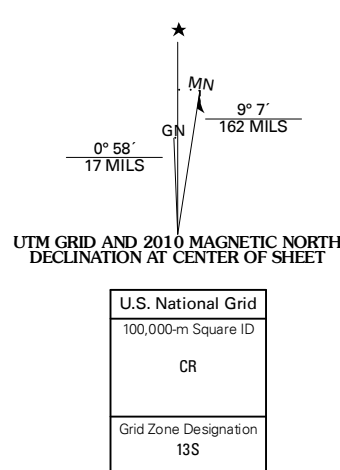 ★
MN
GN
9° 7´
162 MILS
0° 58´
17 MILS
UTM GRID AND 2010 MAGNETIC NORTH
DECLINATION AT CENTER OF SHEET
U.S. National Grid
100,000-m Square ID
CR
Grid Zone Designation
13S